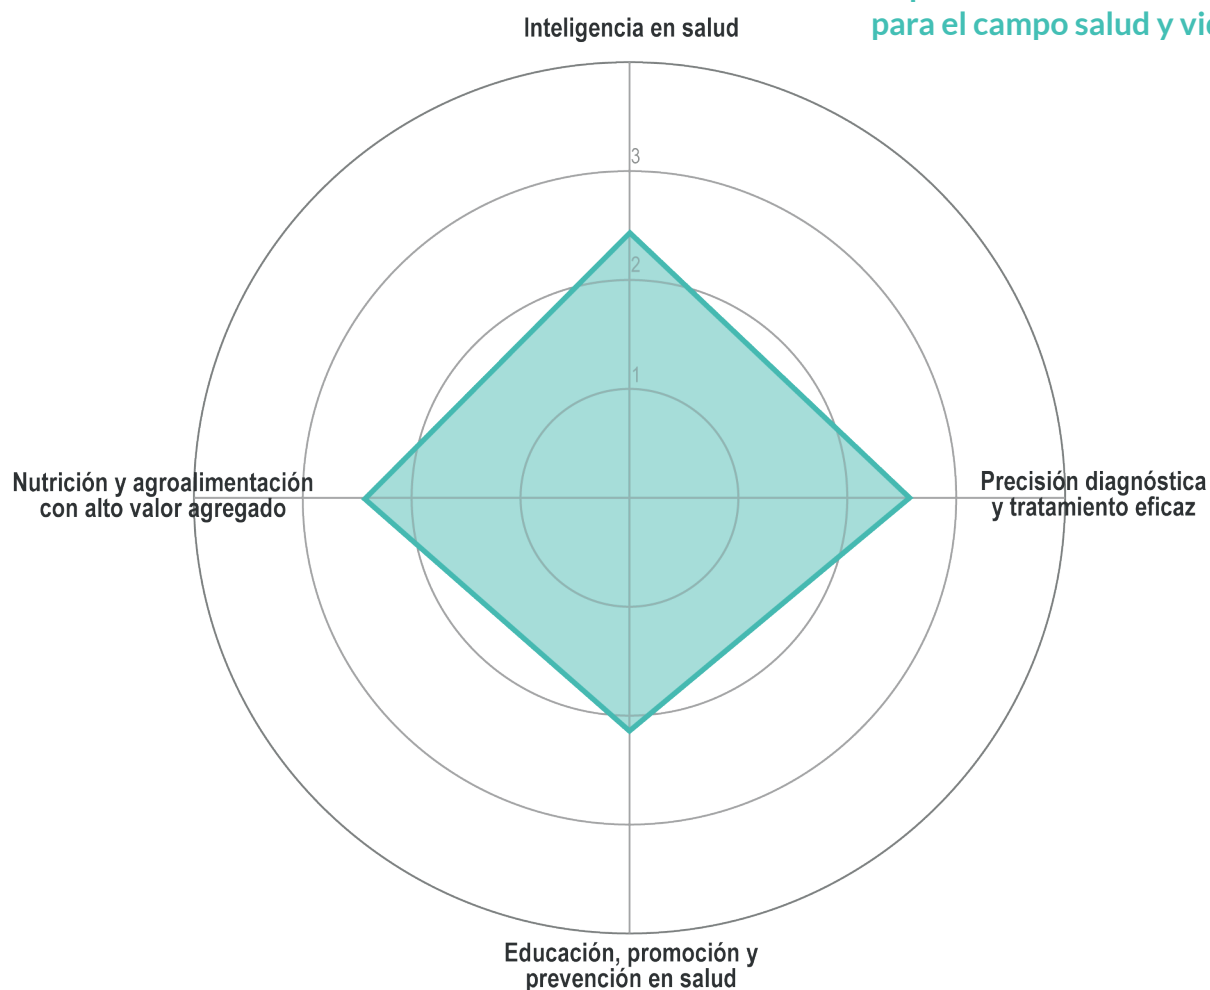 para el campo salud y
Inteligencia en salud
3
2
1
Nutrición y agroalimentación
con alto valor agregado
Precisión diagnóstica
y tratamiento eficaz
Educación, promoción y
prevención en salud